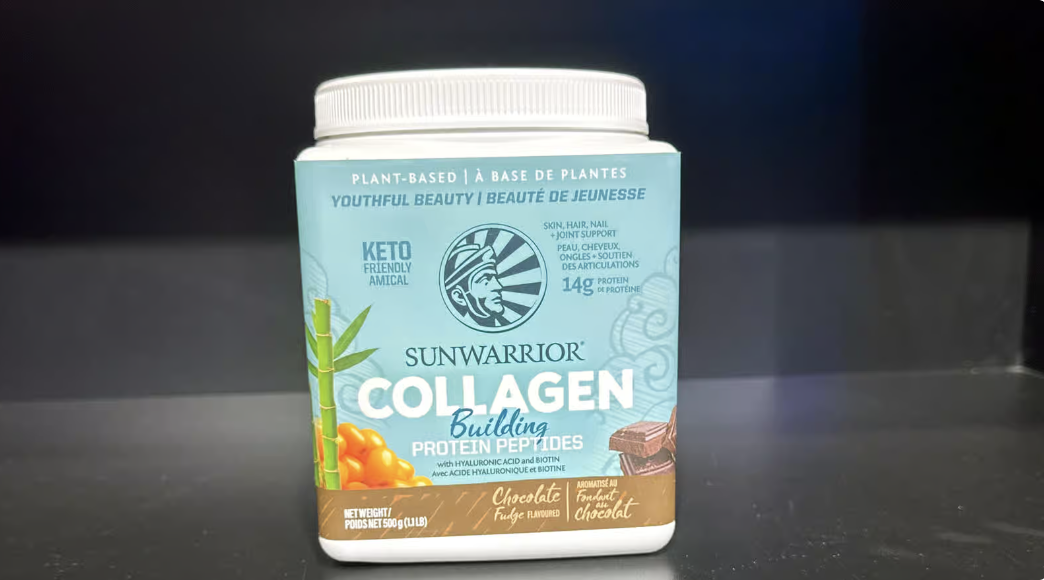 PLANT-BASED | À BASE DE PLANTES
YOUTHFUL BEAUTY | BEAUTÉ DE JEUNESSE
KETO
FRIENDLY
AMICAL
SKIN, HAIR, NAIL
+ JOINT SUPPORT
PEAU, CHEVEUX,
ONGLES + SOUTIEN
DES ARTICULATIONS
14g PROTEIN
DE PROTÉINE
SUNWARRIOR®
COLLAGEN
Building
PROTEIN PEPTIDES
with HYALURONIC ACID and BIOTIN
Avec ACIDE HYALURONIQUE et BIOTINE
Chocolate
Fudge FLAVOURED
AROMATISÉ AU
Fondant
au
Chocolat
NET WEIGHT/
POIDS NET 500 g (1.1 LB)